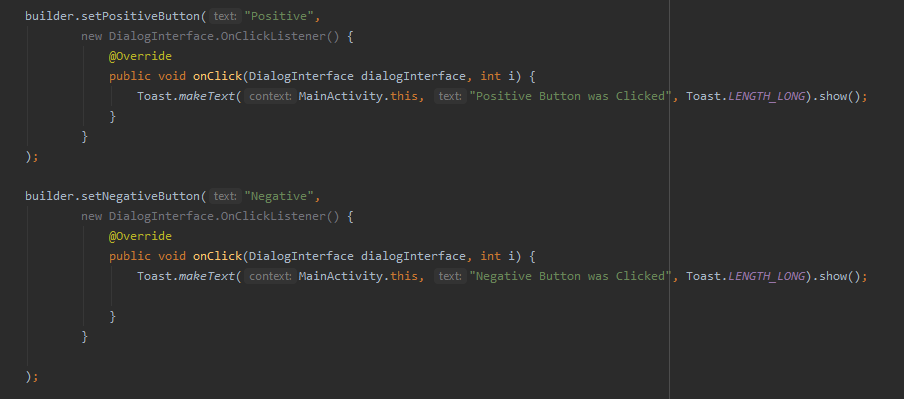 builder.setPositiveButton( text: "Positive",
new DialogInterface.OnClickListener() {
@Override
public void onClick(DialogInterface dialogInterface, int i) {
Toast.makeText( context: MainActivity.this, text: "Positive Button was Clicked", Toast.LENGTH_LONG).show();
}
}
);
builder.setNegativeButton( text: "Negative",
new DialogInterface.OnClickListener() {
@Override
public void onClick(DialogInterface dialogInterface, int i) {
Toast.makeText( context: MainActivity.this, text: "Negative Button was Clicked", Toast.LENGTH_LONG).show();
}
}
);